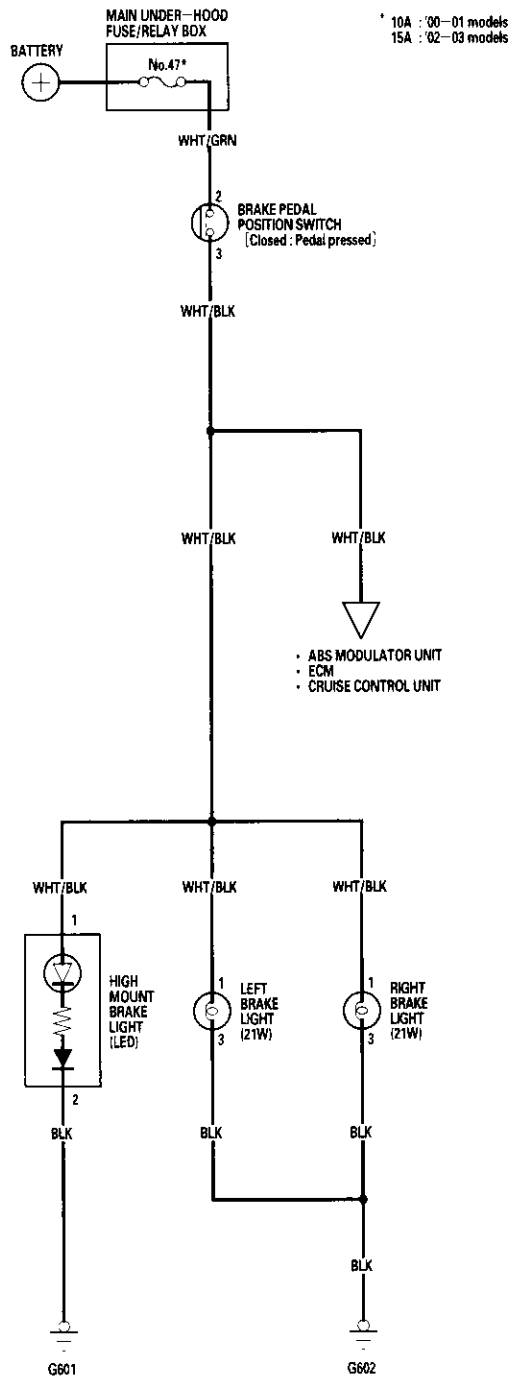 MAIN UNDER-HOOD
FUSE/RELAY BOX
* 10A : '00-01 models
15A : '02-03 models
BATTERY
No.47*
WHT/GRN
2
BRAKE PEDAL
POSITION SWITCH
[Closed : Pedal pressed]
3
WHT/BLK
WHT/BLK
WHT/BLK
• ABS MODULATOR UNIT
• ECM
• CRUISE CONTROL UNIT
WHT/BLK
WHT/BLK
WHT/BLK
1
HIGH
MOUNT
BRAKE
LIGHT
(LED)
2
1
LEFT
BRAKE
LIGHT
(21W)
3
1
RIGHT
BRAKE
LIGHT
(21W)
3
BLK
BLK
BLK
BLK
G601
G602